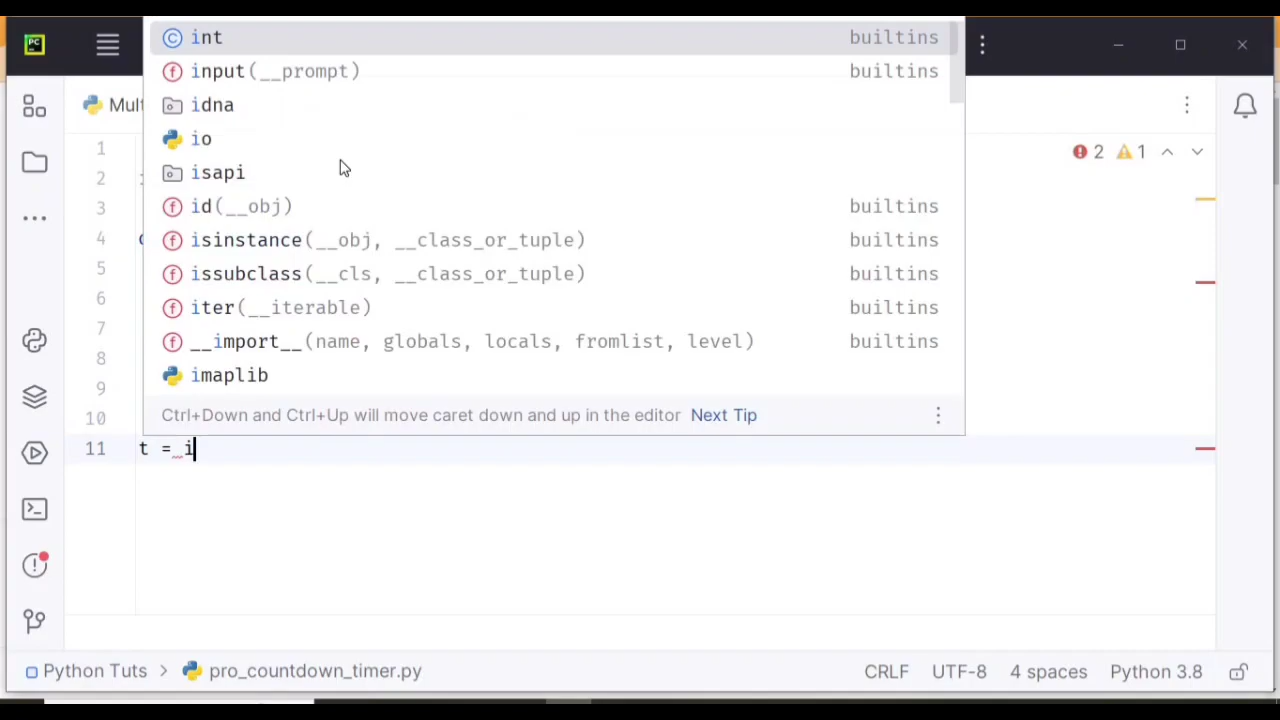 PC
int builtins
input(__prompt) builtins
idna
io
isapi
id(__obj) builtins
isinstance(__obj, __class_or_tuple) builtins
issubclass(__cls, __class_or_tuple) builtins
iter(__iterable) builtins
__import__(name, globals, locals, fromlist, level) builtins
imaplib
Ctrl+Down and Ctrl+Up will move caret down and up in the editor Next Tip
Mult
2 1
1
2
3
4
5
6
7
8
9
10
11 t = i
Python Tuts > pro_countdown_timer.py CRLF UTF-8 4 spaces Python 3.8